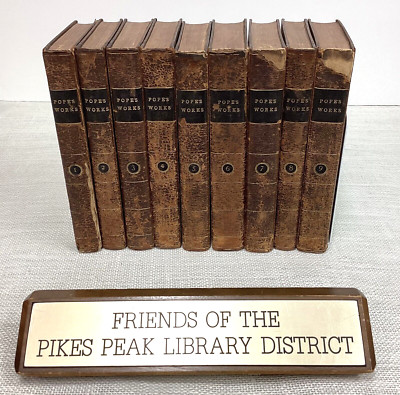 POPE'S
WORKS
1
POPE'S
WORKS
2
POPE'S
WORKS
3
POPE'S
WORKS
4
POPE'S
WORKS
5
POPE'S
WORKS
6
POPE'S
WORKS
7
POPE'S
WORKS
8
POPE'S
WORKS
9
FRIENDS OF THE
PIKES PEAK LIBRARY DISTRICT